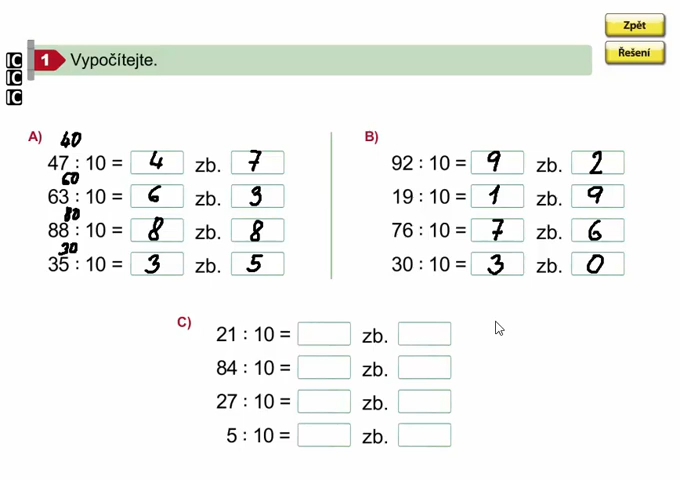 Zpět
Řešení
1 Vypočítejte.
A)
40
47 : 10 = 4 zb. 7
60
63 : 10 = 6 zb. 3
80
88 : 10 = 8 zb. 8
30
35 : 10 = 3 zb. 5
B)
92 : 10 = 9 zb. 2
19 : 10 = 1 zb. 9
76 : 10 = 7 zb. 6
30 : 10 = 3 zb. 0
C)
21 : 10 = zb.
84 : 10 = zb.
27 : 10 = zb.
5 : 10 = zb.